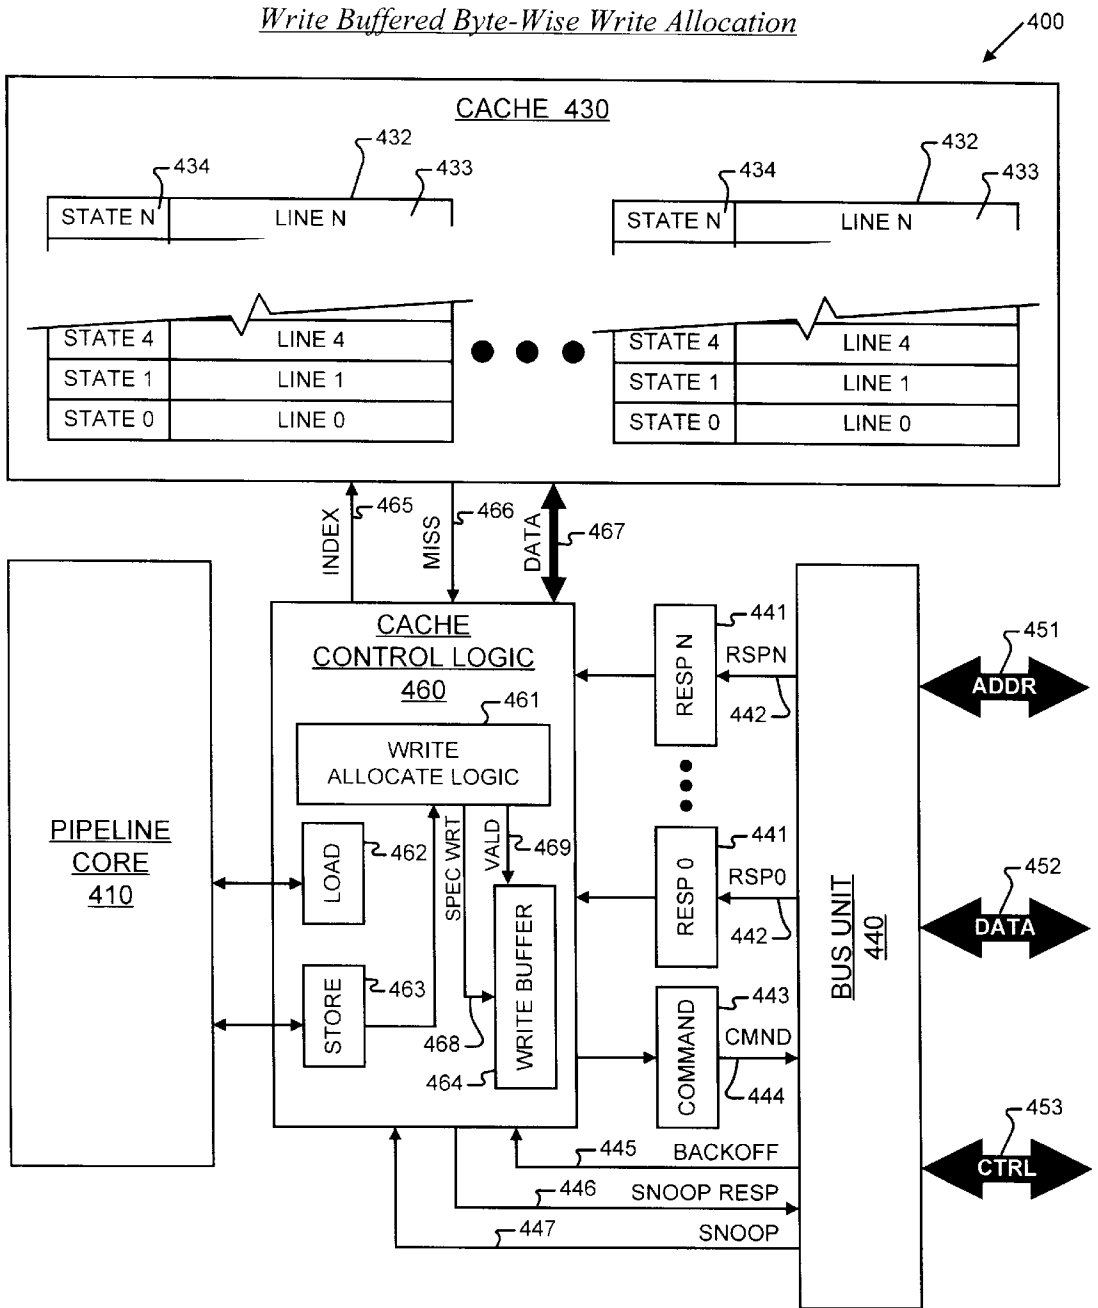 Write Buffered Byte-Wise Write Allocation
400
CACHE 430
434
432
433
434
432
433
STATE N
LINE N
STATE N
LINE N
STATE 4
LINE 4
STATE 4
LINE 4
STATE 1
LINE 1
STATE 1
LINE 1
STATE 0
LINE 0
STATE 0
LINE 0
INDEX
465
MISS
466
DATA
467
PIPELINE
CORE
410
CACHE
CONTROL LOGIC
460
461
WRITE
ALLOCATE LOGIC
LOAD
462
STORE
463
SPEC WRT
VALD
469
468
464
WRITE BUFFER
RESP N
441
RSPN
442
RESP 0
441
RSP0
442
COMMAND
443
CMND
444
BUS UNIT
440
451
ADDR
452
DATA
453
CTRL
445
BACKOFF
446
SNOOP RESP
447
SNOOP